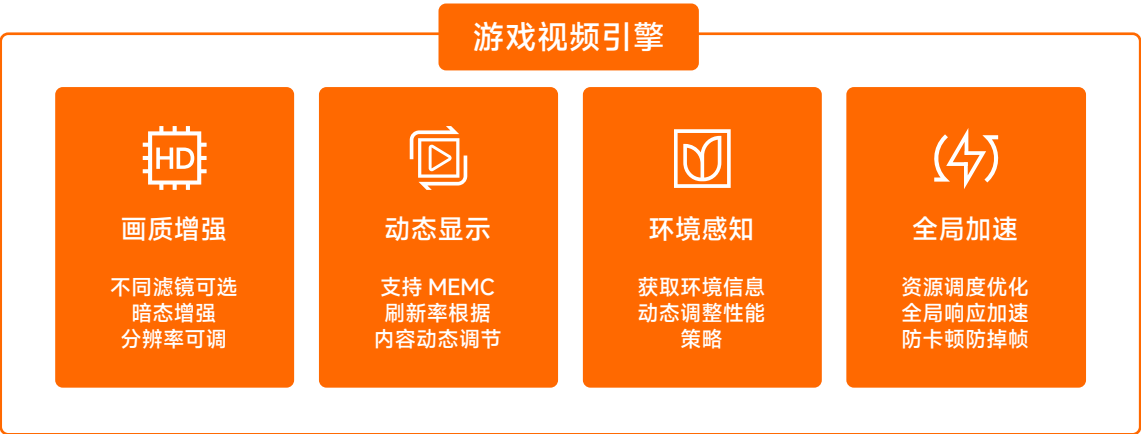 游戏视频引擎
HD
画质增强
不同滤镜可选
暗态增强
分辨率可调
动态显示
支持 MEMC
刷新率根据
内容动态调节
环境感知
获取环境信息
动态调整性能
策略
全局加速
资源调度优化
全局响应加速
防卡顿防掉帧